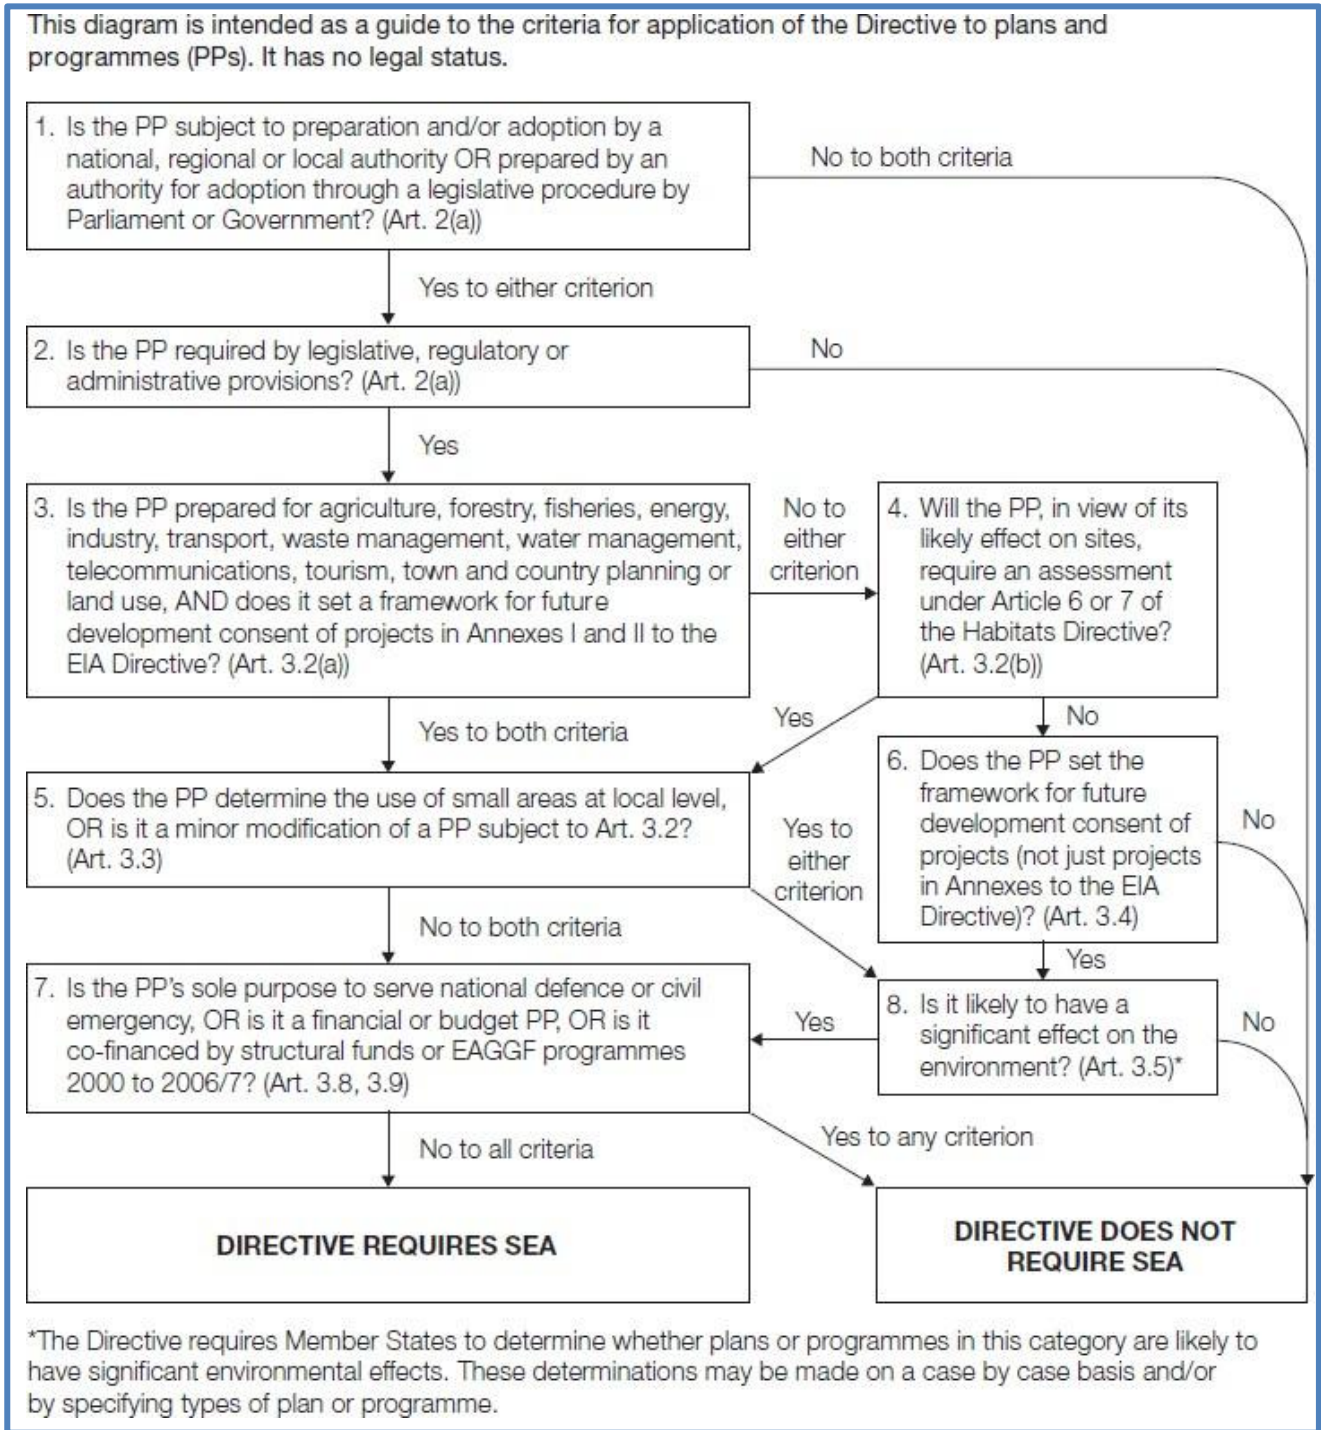 This diagram is intended as a guide to the criteria for application of the Directive to plans and
programmes (PPs). It has no legal status.
1. Is the PP subject to preparation and/or adoption by a
national, regional or local authority OR prepared by an
authority for adoption through a legislative procedure by
Parliament or Government? (Art. 2(a))
No to both criteria
Yes to either criterion
2. Is the PP required by legislative, regulatory or
administrative provisions? (Art. 2(a))
No
Yes
3. Is the PP prepared for agriculture, forestry, fisheries, energy,
industry, transport, waste management, water management,
telecommunications, tourism, town and country planning or
land use, AND does it set a framework for future
development consent of projects in Annexes I and II to the
EIA Directive? (Art. 3.2(a))
No to
either
criterion
4. Will the PP, in view of its
likely effect on sites,
require an assessment
under Article 6 or 7 of
the Habitats Directive?
(Art. 3.2(b))
Yes to both criteria
Yes
No
5. Does the PP determine the use of small areas at local level,
OR is it a minor modification of a PP subject to Art. 3.2?
(Art. 3.3)
Yes to
either
criterion
6. Does the PP set the
framework for future
development consent of
projects (not just projects
in Annexes to the EIA
Directive)? (Art. 3.4)
No
No to both criteria
Yes
7. Is the PP's sole purpose to serve national defence or civil
emergency, OR is it a financial or budget PP, OR is it
co-financed by structural funds or EAGGF programmes
2000 to 2006/7? (Art. 3.8, 3.9)
Yes
8. Is it likely to have a
significant effect on the
environment? (Art. 3.5)*
No
No to all criteria
Yes to any criterion
DIRECTIVE REQUIRES SEA
DIRECTIVE DOES NOT
REQUIRE SEA
*The Directive requires Member States to determine whether plans or programmes in this category are likely to
have significant environmental effects. These determinations may be made on a case by case basis and/or
by specifying types of plan or programme.